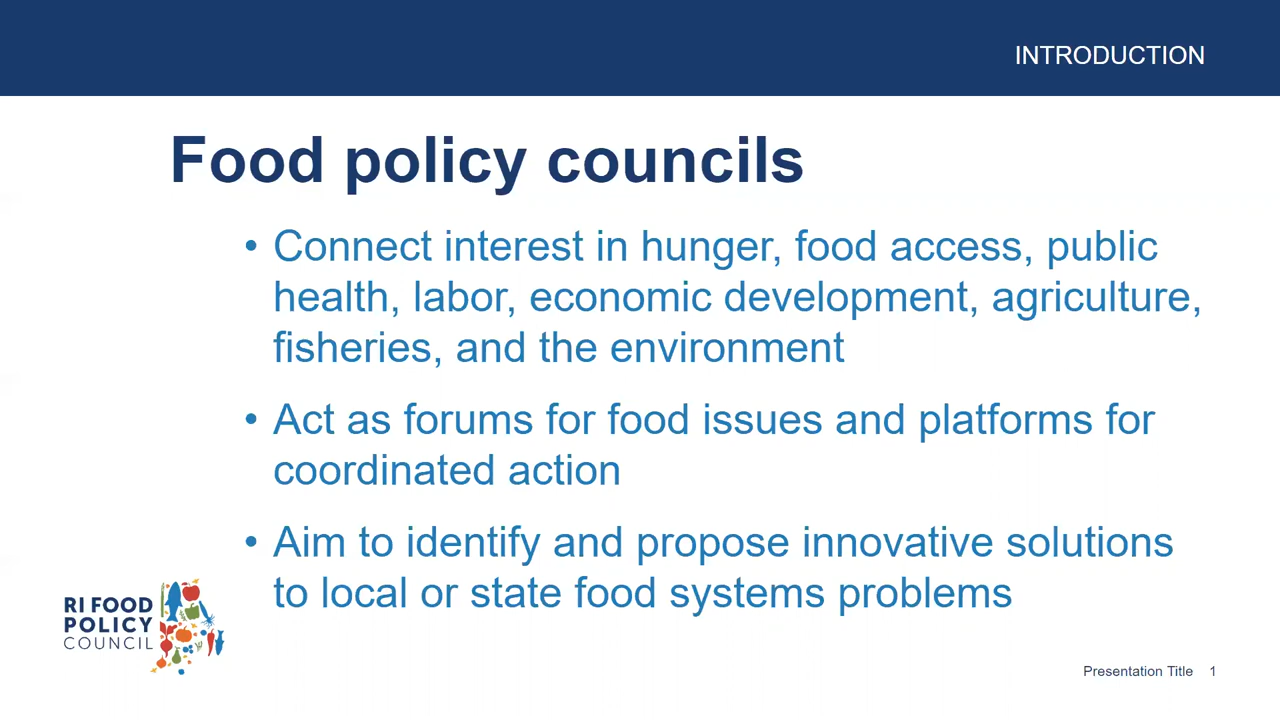 INTRODUCTION
Food policy councils
• Connect interest in hunger, food access, public
health, labor, economic development, agriculture,
fisheries, and the environment
• Act as forums for food issues and platforms for
coordinated action
• Aim to identify and propose innovative solutions
to local or state food systems problems
RI FOOD
POLICY
COUNCIL
Presentation Title 1